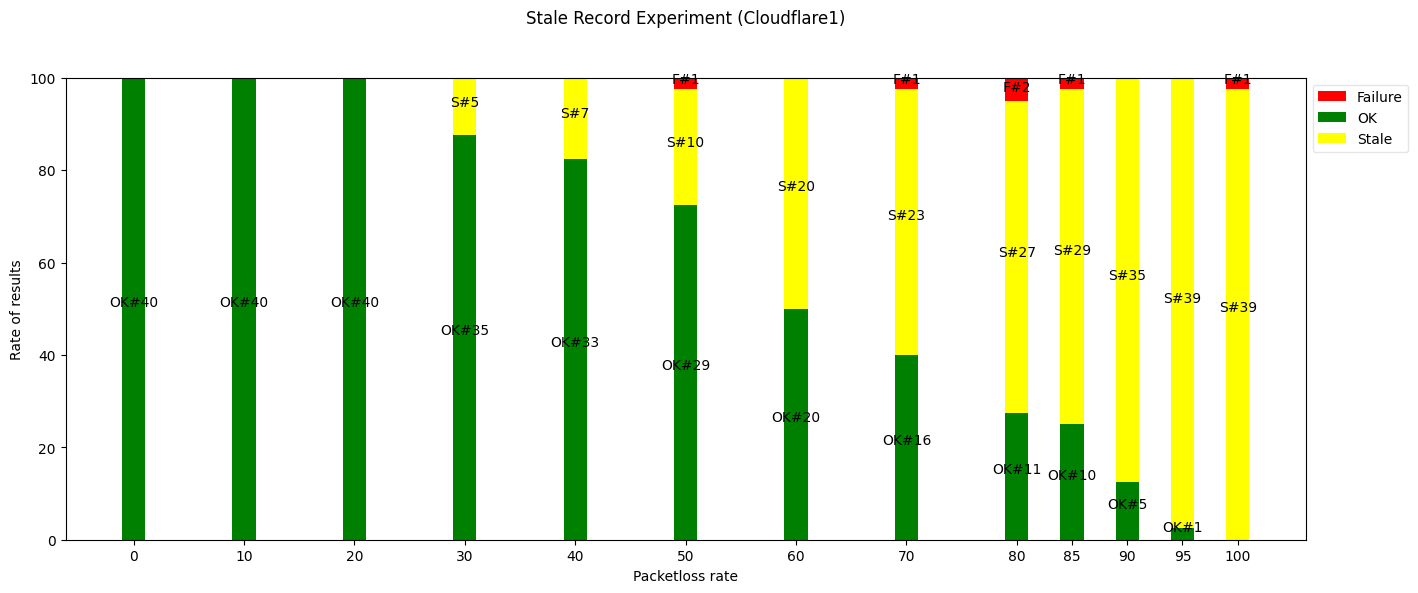 Stale Record Experiment (Cloudflare1)
100
80
60
40
20
0
Rate of results
OK#40
OK#40
OK#40
S#5
OK#35
S#7
OK#33
F#1
S#10
OK#29
S#20
OK#20
F#1
S#23
OK#16
F#2
S#27
OK#11
F#1
S#29
OK#10
S#35
OK#5
S#39
OK#1
F#1
S#39
0 10 20 30 40 50 60 70 80 85 90 95 100
Packetloss rate
Failure
OK
Stale